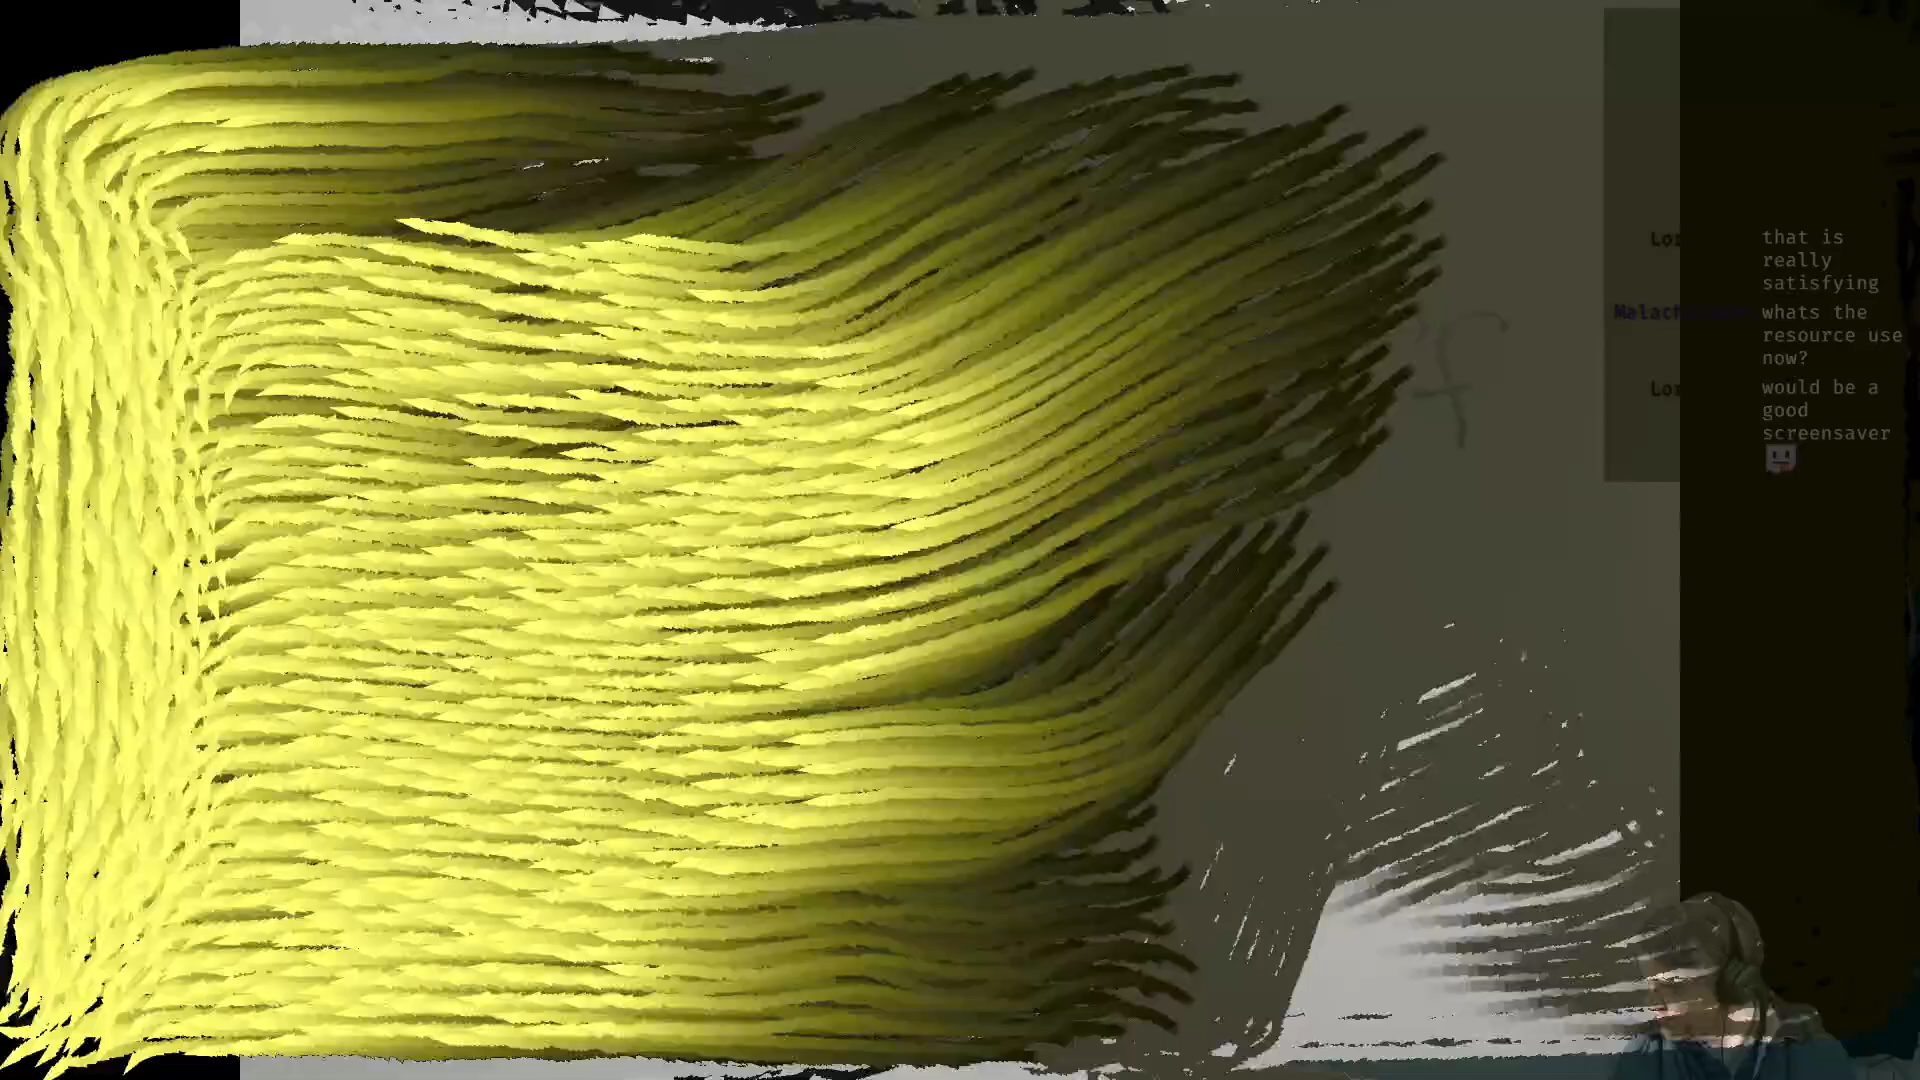 that is
really
satisfying
whats the
resource use
now?
would be a
good
screensaver